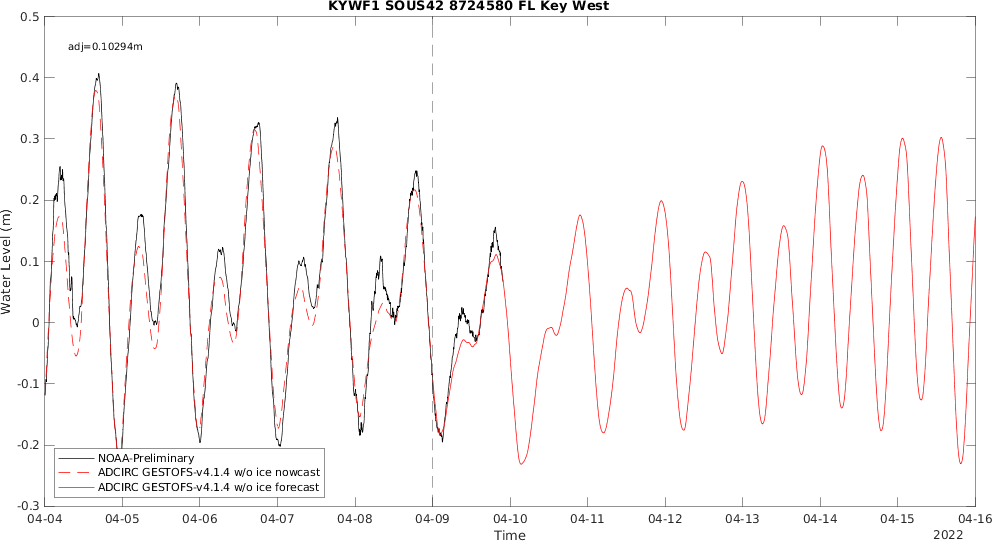 KYWF1 SOUS42 8724580 FL Key West
adj=0.10294m
0.5
0.4
0.3
0.2
0.1
0
-0.1
-0.2
-0.3
Water Level (m)
NOAA-Preliminary
ADCIRC GESTOFS-v4.1.4 w/o ice nowcast
ADCIRC GESTOFS-v4.1.4 w/o ice forecast
04-04 04-05 04-06 04-07 04-08 04-09 04-10 04-11 04-12 04-13 04-14 04-15 04-16
Time
2022